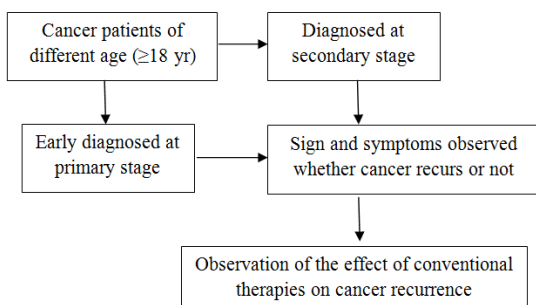 Cancer patients of
different age (≥18 yr)
Diagnosed at
secondary stage
Early diagnosed at
primary stage
Sign and symptoms observed
whether cancer recurs or not
Observation of the effect of conventional
therapies on cancer recurrence